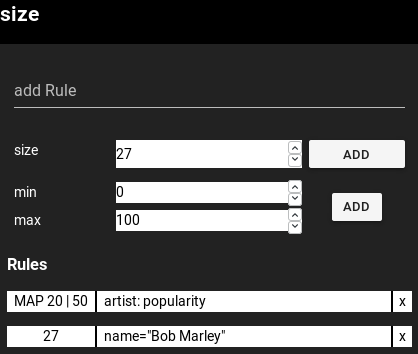 size
add Rule
size 27 ADD
min 0
ADD
max 100
Rules
MAP 20 | 50 artist: popularity x
27 name="Bob Marley" x